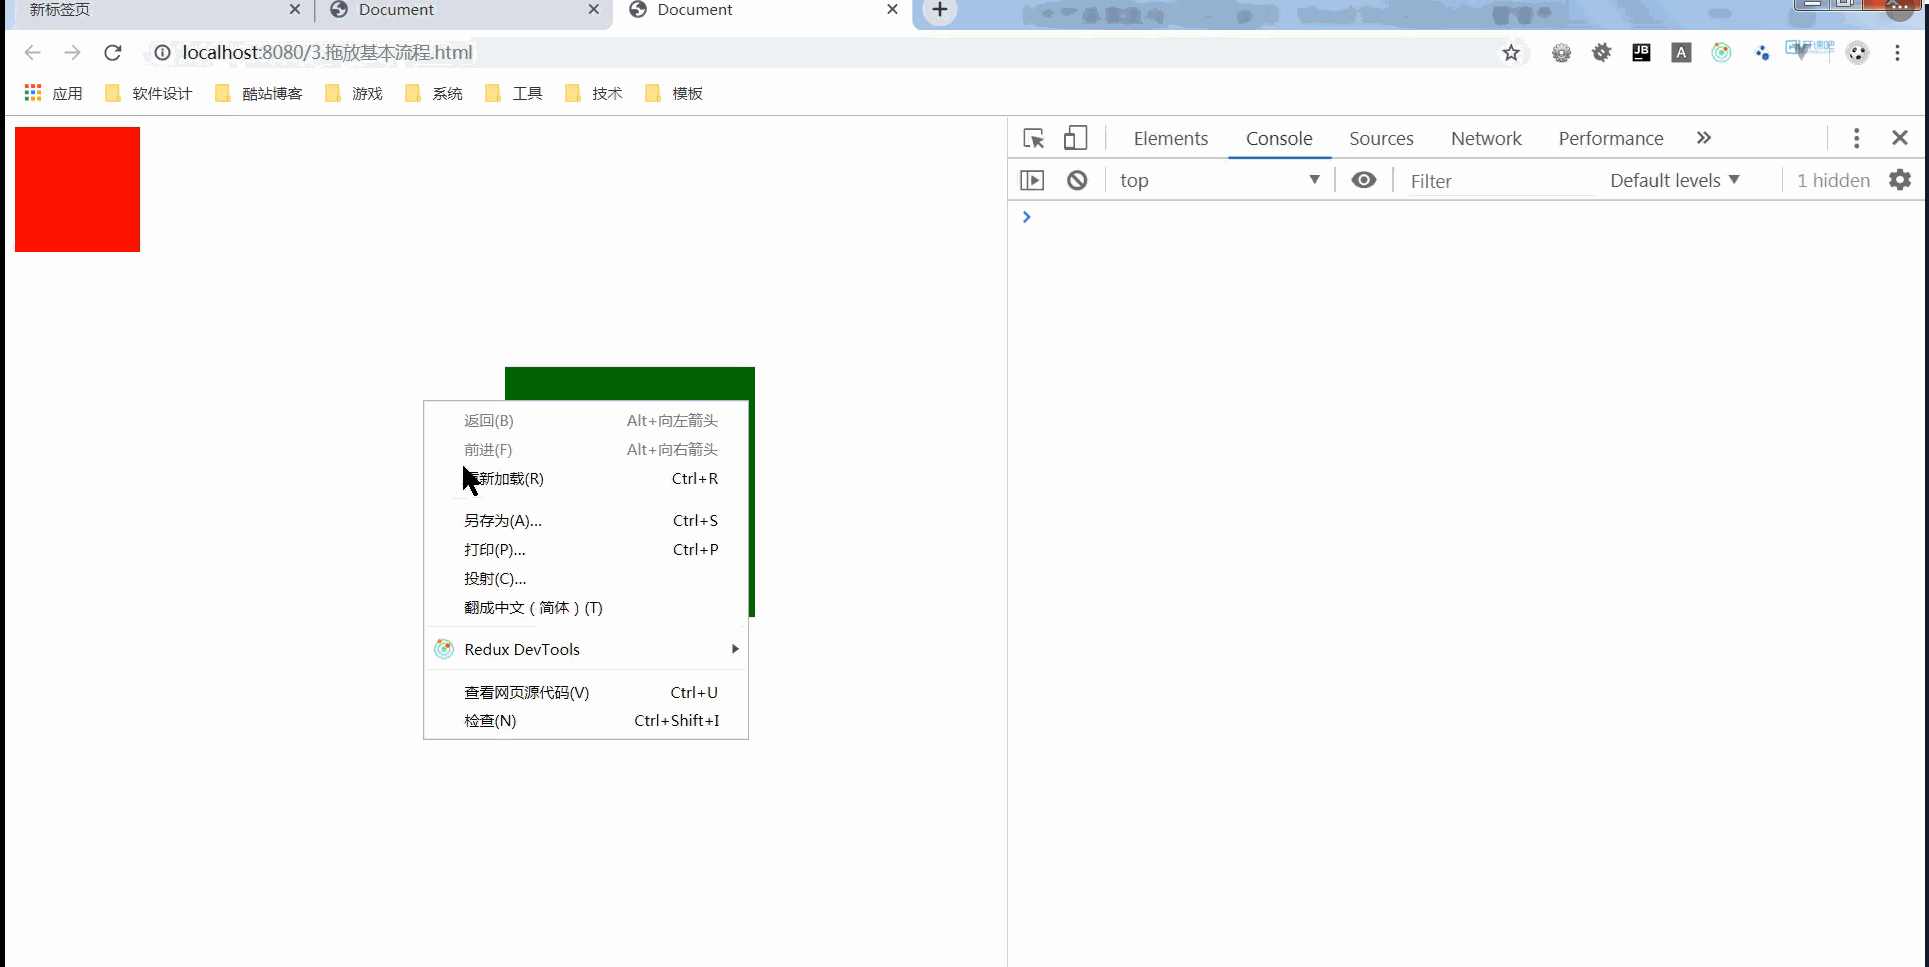 新标签页
Document
Document
localhost:8080/3.拖放基本流程.html
应用 软件设计 酷站博客 游戏 系统 工具 技术 模板
Elements Console Sources Network Performance
top Filter Default levels 1 hidden
返回(B) Alt+向左箭头
前进(F) Alt+向右箭头
新加载(R) Ctrl+R
另存为(A)... Ctrl+S
打印(P)... Ctrl+P
投射(C)...
翻成中文（简体）(T)
Redux DevTools
查看网页源代码(V) Ctrl+U
检查(N) Ctrl+Shift+I
JB
A